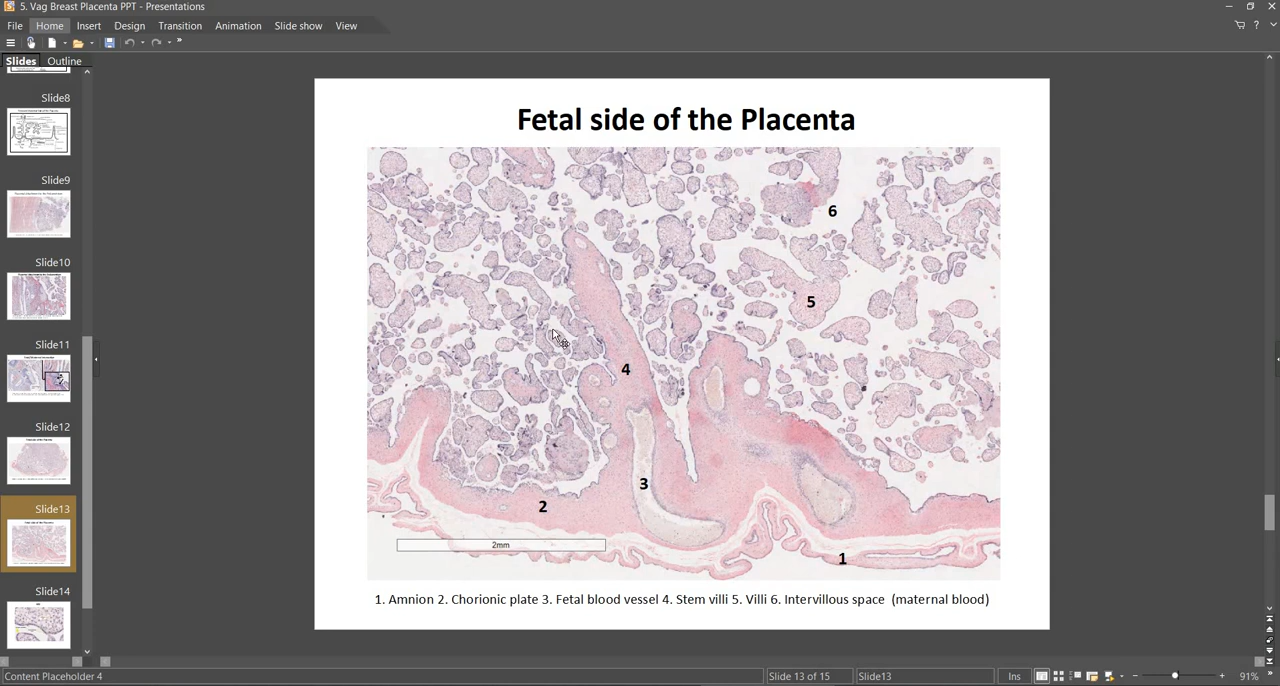 5. Vag Breast Placenta PPT - Presentations
File Home Insert Design Transition Animation Slide show View
Slides Outline
Slide8
Slide9
Slide10
Slide11
Slide12
Slide13
Slide14
Fetal side of the Placenta
6
5
4
3
2
2mm
1
1. Amnion 2. Chorionic plate 3. Fetal blood vessel 4. Stem villi 5. Villi 6. Intervillous space (maternal blood)
Content Placeholder 4 Slide 13 of 15 Slide13 Ins 91%